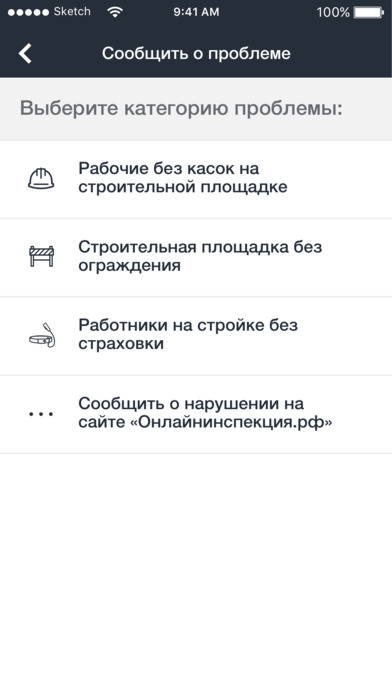 Sketch 9:41 AM 100%
Сообщить о проблеме
Выберите категорию проблемы:
Рабочие без касок на
строительной площадке
Строительная площадка без
ограждения
Работники на стройке без
страховки
Сообщить о нарушении на
сайте «Онлайнинспекция.рф»